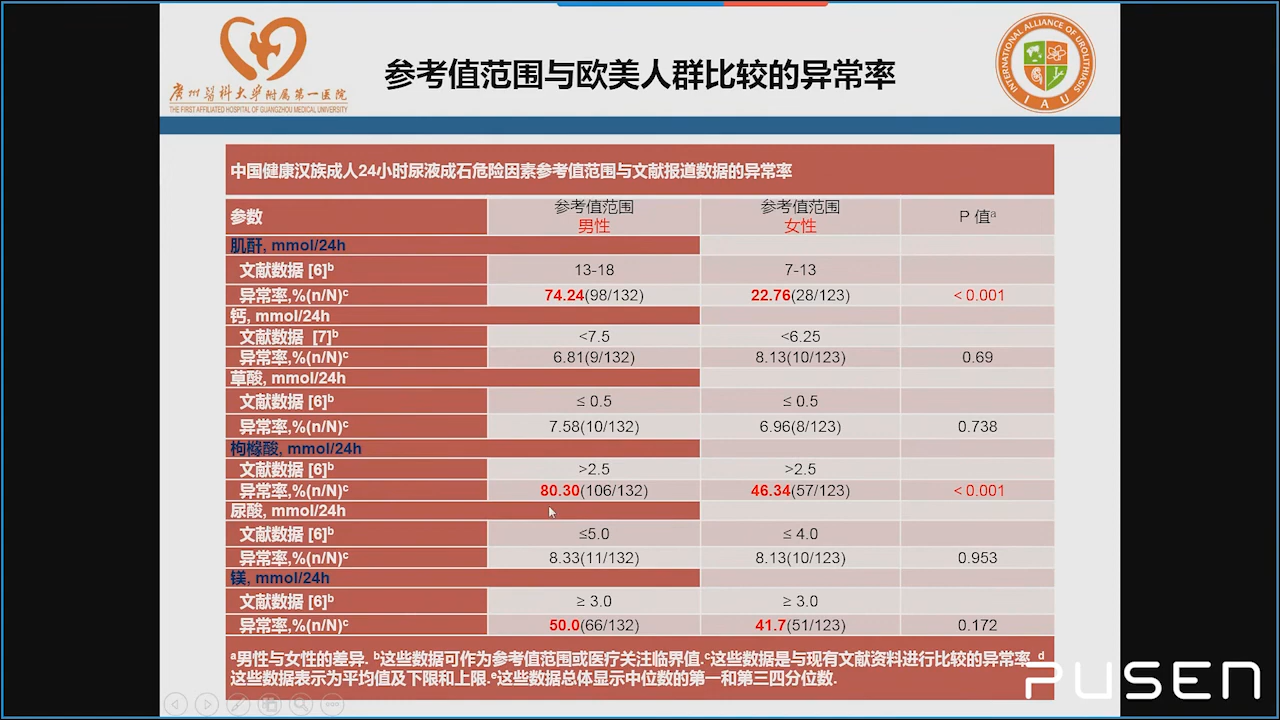 廣州醫科大學附属第一医院
THE FIRST AFFILIATED HOSPITAL OF GUANGZHOU MEDICAL UNIVERSITY
参考值范围与欧美人群比较的异常率
INTERNATIONAL ALLIANCE OF UROLITHIASIS
I A U
中国健康汉族成人24小时尿液成石危险因素参考值范围与文献报道数据的异常率
参数 参考值范围 男性 参考值范围 女性 P 值ᵃ
肌酐, mmol/24h
文献数据 [6]ᵇ 13-18 7-13
异常率,%(n/N)ᶜ 74.24(98/132) 22.76(28/123) < 0.001
钙, mmol/24h
文献数据 [7]ᵇ <7.5 <6.25
异常率,%(n/N)ᶜ 6.81(9/132) 8.13(10/123) 0.69
草酸, mmol/24h
文献数据 [6]ᵇ ≤ 0.5 ≤ 0.5
异常率,%(n/N)ᶜ 7.58(10/132) 6.96(8/123) 0.738
枸橼酸, mmol/24h
文献数据 [6]ᵇ >2.5 >2.5
异常率,%(n/N)ᶜ 80.30(106/132) 46.34(57/123) < 0.001
尿酸, mmol/24h
文献数据 [6]ᵇ ≤5.0 ≤ 4.0
异常率,%(n/N)ᶜ 8.33(11/132) 8.13(10/123) 0.953
镁, mmol/24h
文献数据 [6]ᵇ ≥ 3.0 ≥ 3.0
异常率,%(n/N)ᶜ 50.0(66/132) 41.7(51/123) 0.172
ᵃ男性与女性的差异. ᵇ这些数据可作为参考值范围或医疗关注临界值.ᶜ这些数据是与现有文献资料进行比较的异常率. ᵈ
这些数据表示为平均值及下限和上限.ᵉ这些数据总体显示中位数的第一和第三四分位数.
PUSEN